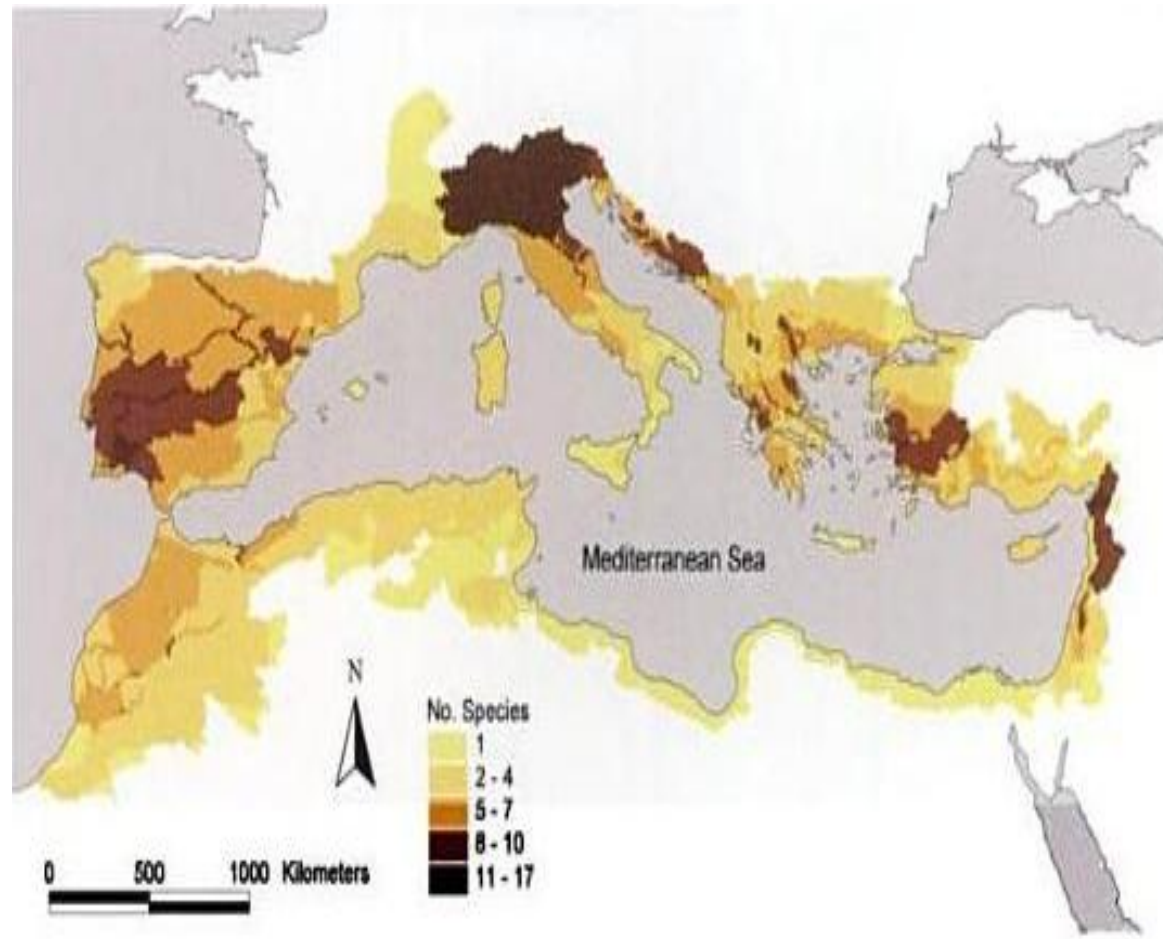 Mediterranean Sea
N
No. Species
1
2 - 4
5 - 7
8 - 10
11 - 17
0 500 1000 Kilometers